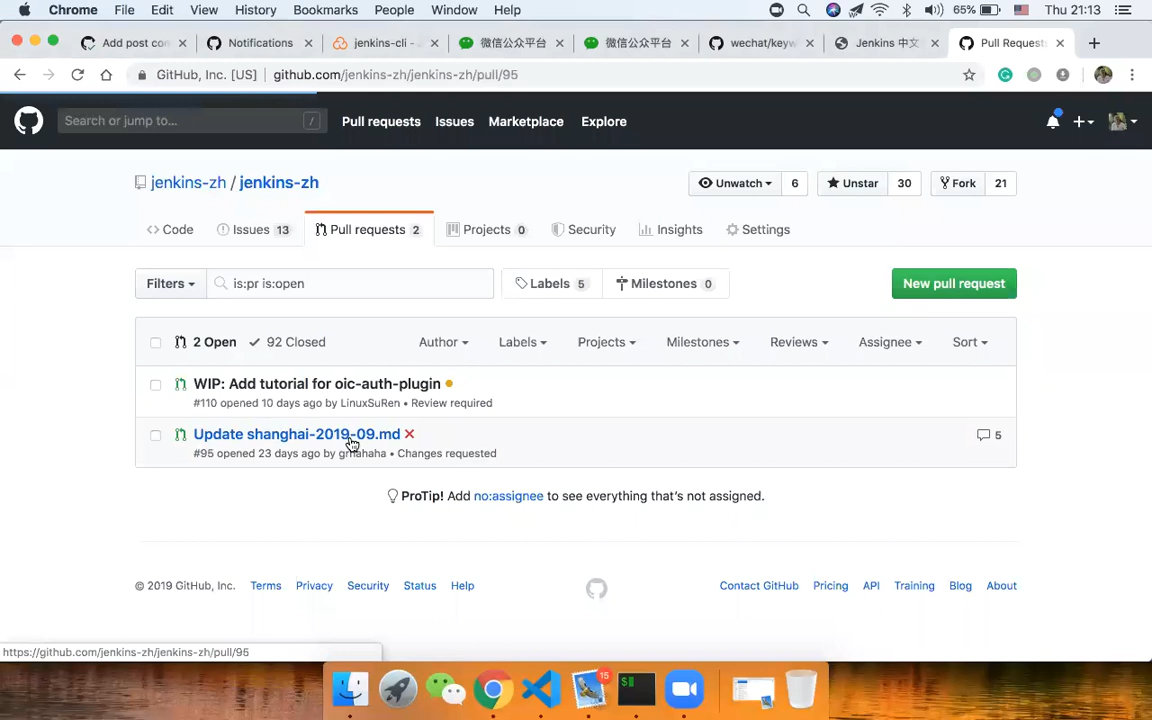 Chrome File Edit View History Bookmarks People Window Help 65% Thu 21:13
Add post con Notifications jenkins-cli - 微信公众平台 微信公众平台 wechat/keyw Jenkins 中文 Pull Requests
GitHub, Inc. [US] github.com/jenkins-zh/jenkins-zh/pull/95
Search or jump to... / Pull requests Issues Marketplace Explore
jenkins-zh / jenkins-zh Unwatch 6 Unstar 30 Fork 21
Code Issues 13 Pull requests 2 Projects 0 Security Insights Settings
Filters is:pr is:open Labels 5 Milestones 0 New pull request
2 Open 92 Closed Author Labels Projects Milestones Reviews Assignee Sort
WIP: Add tutorial for oic-auth-plugin
#110 opened 10 days ago by LinuxSuRen • Review required
Update shanghai-2019-09.md 5
#95 opened 23 days ago by • Changes requested
ProTip! Add no:assignee to see everything that's not assigned.
© 2019 GitHub, Inc. Terms Privacy Security Status Help Contact GitHub Pricing API Training Blog About
https://github.com/jenkins-zh/jenkins-zh/pull/95
15